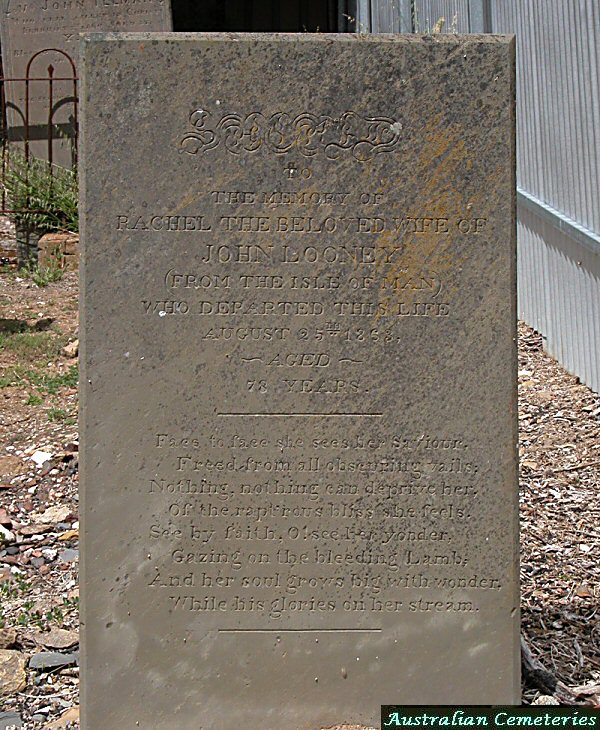 SACRED
TO
THE MEMORY OF
RACHEL THE BELOVED WIFE OF
JOHN LOONEY
(FROM THE ISLE OF MAN)
WHO DEPARTED THIS LIFE
AUGUST 25TH 1868,
AGED
78 YEARS.
Face to face she sees her Saviour,
Freed from all obscuring vails;
Nothing, nothing can deprive her,
Of the raptrous bliss she feels.
See by faith, O! see her yonder,
Gazing on the bleeding Lamb;
And her soul grows big with wonder,
While his glories on her stream.
Australian Cemeteries